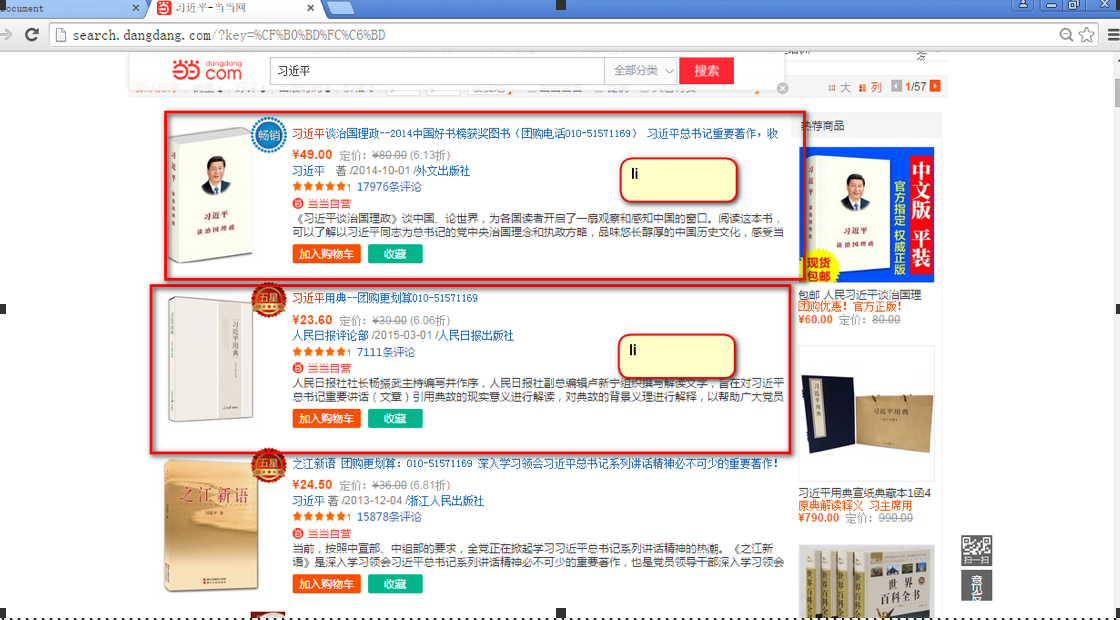 ocument
习近平-当当网
search.dangdang.com/?key=%CF%B0%BD%FC%C6%BD
dangdang
com
习近平
全部分类
搜索
大
列
1/57
畅销
习近平谈治国理政--2014中国好书榜获奖图书（团购电话010-51571169） 习近平总书记重要著作，收
¥49.00 定价：¥80.00 (6.13折)
习近平 著 /2014-10-01 /外文出版社
17976条评论
当当自营
《习近平谈治国理政》谈中国、论世界，为各国读者开启了一扇观察和感知中国的窗口。阅读这本书，
可以了解以习近平同志为总书记的党中央治国理念和执政方略，品味悠长醇厚的中国历史文化，感受当
加入购物车
收藏
li
习近平
谈治国理政
五星
习近平用典--团购更划算010-51571169
¥23.60 定价：¥39.00 (6.06折)
人民日报评论部 /2015-03-01 /人民日报出版社
7111条评论
当当自营
人民日报社社长杨振武主持编写并作序，人民日报社副总编辑卢新宁组织撰写解读文字，旨在对习近平
总书记重要讲话（文章）引用典故的现实意义进行解读，对典故的背景义理进行解释，以帮助广大党员
加入购物车
收藏
li
习近平用典
五星
之江新语 团购更划算：010-51571169 深入学习领会习近平总书记系列讲话精神必不可少的重要著作！
¥24.50 定价：¥36.00 (6.81折)
习近平 著 /2013-12-04 /浙江人民出版社
15878条评论
当当自营
当前，按照中宣部、中组部的要求，全党正在掀起学习习近平总书记系列讲话精神的热潮。《之江新
语》是深入学习领会习近平总书记系列讲话精神必不可少的重要著作，也是党员领导干部深入学习领会
加入购物车
收藏
之江新语
热荐商品
中文版 平装
官方指定 权威正版
习近平
谈治国理政
现货
包邮
包邮 人民习近平谈治国理
团购优惠！官方正版！
¥60.00 定价：80.00
习近平用典
习近平用典宣纸典藏本1函4
原典解读释义 习主席用
¥790.00 定价：990.00
世界
百科全书
扫一扫
意见反